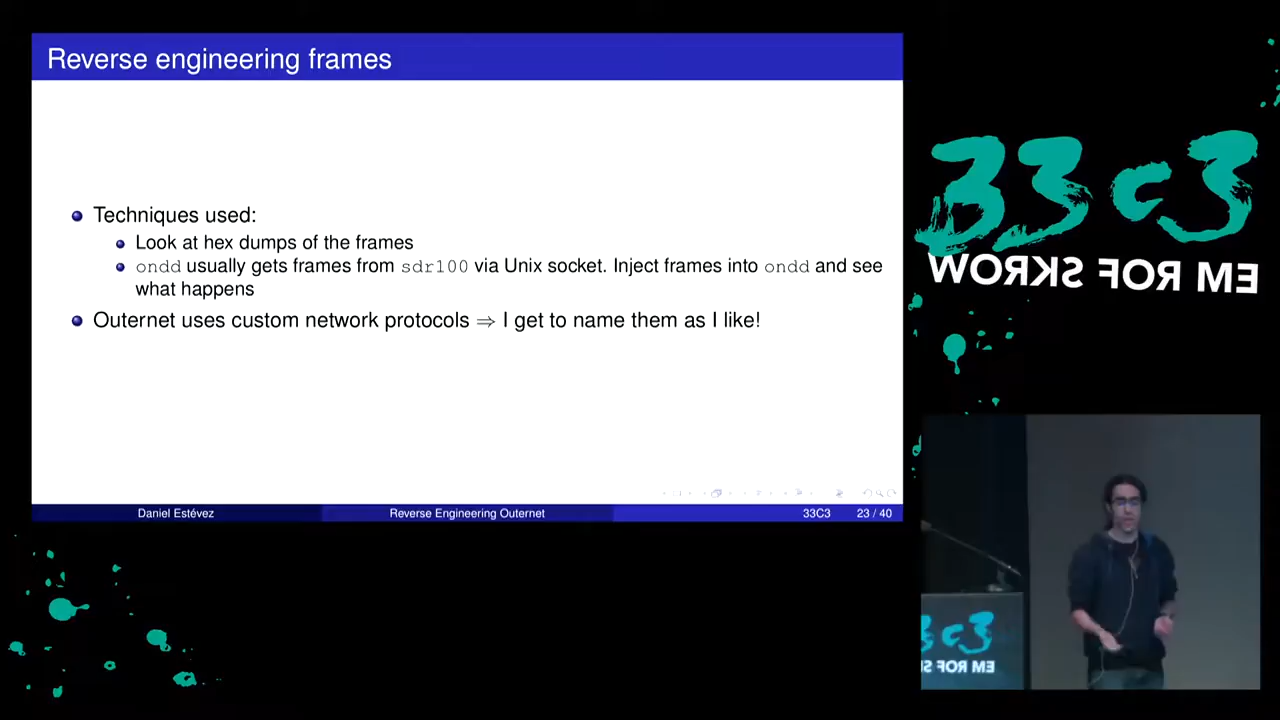 Reverse engineering frames
Techniques used:
Look at hex dumps of the frames
ondd usually gets frames from sdr100 via Unix socket. Inject frames into ondd and see
what happens
Outernet uses custom network protocols ⇒ I get to name them as I like!
Daniel Estévez
Reverse Engineering Outernet
33C3
23 / 40
33C3
WORKS FOR ME
33C3